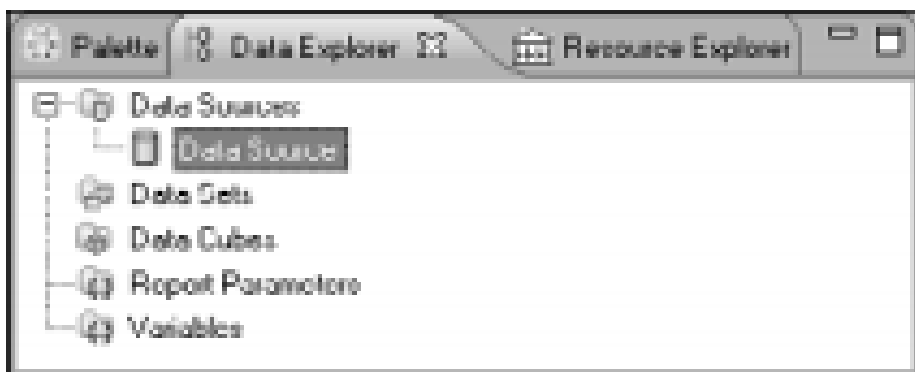 Palette Data Explorer Resource Explorer
Data Sources
Data Source
Data Sets
Data Cubes
Report Parameters
Variables